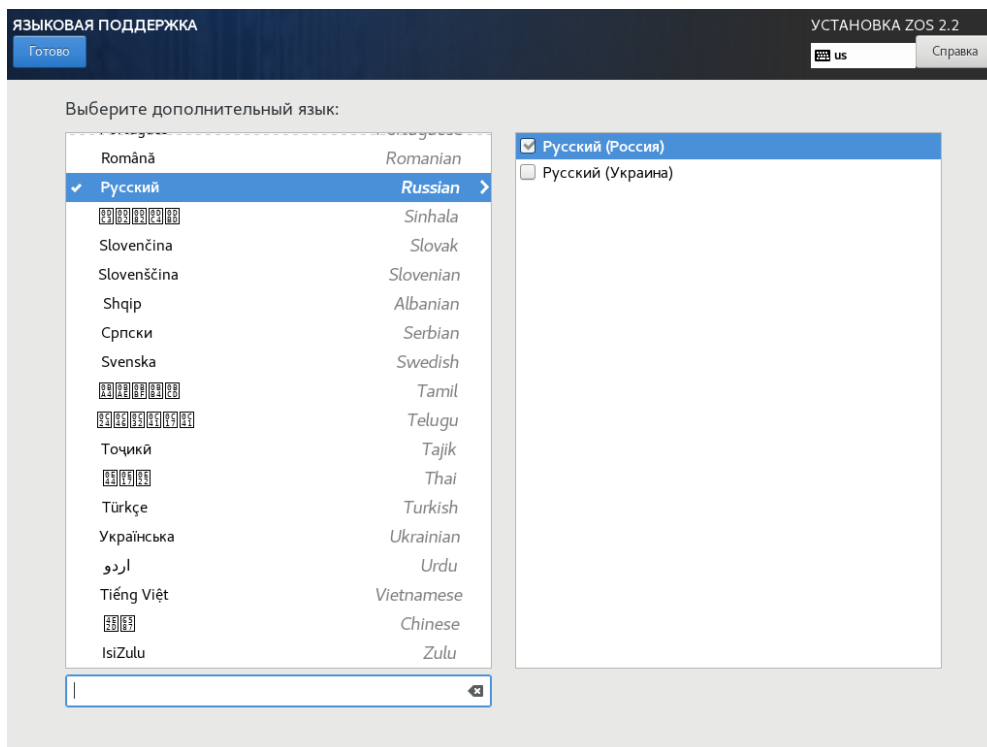 ЯЗЫКОВАЯ ПОДДЕРЖКА
УСТАНОВКА ZOS 2.2
Готово
us
Справка
Выберите дополнительный язык:
Română Romanian
Русский Russian
Sinhala
Slovenčina Slovak
Slovenščina Slovenian
Shqip Albanian
Српски Serbian
Svenska Swedish
Tamil
Telugu
Тоҷикӣ Tajik
Thai
Türkçe Turkish
Українська Ukrainian
اردو Urdu
Tiếng Việt Vietnamese
Chinese
IsiZulu Zulu
Русский (Россия)
Русский (Украина)